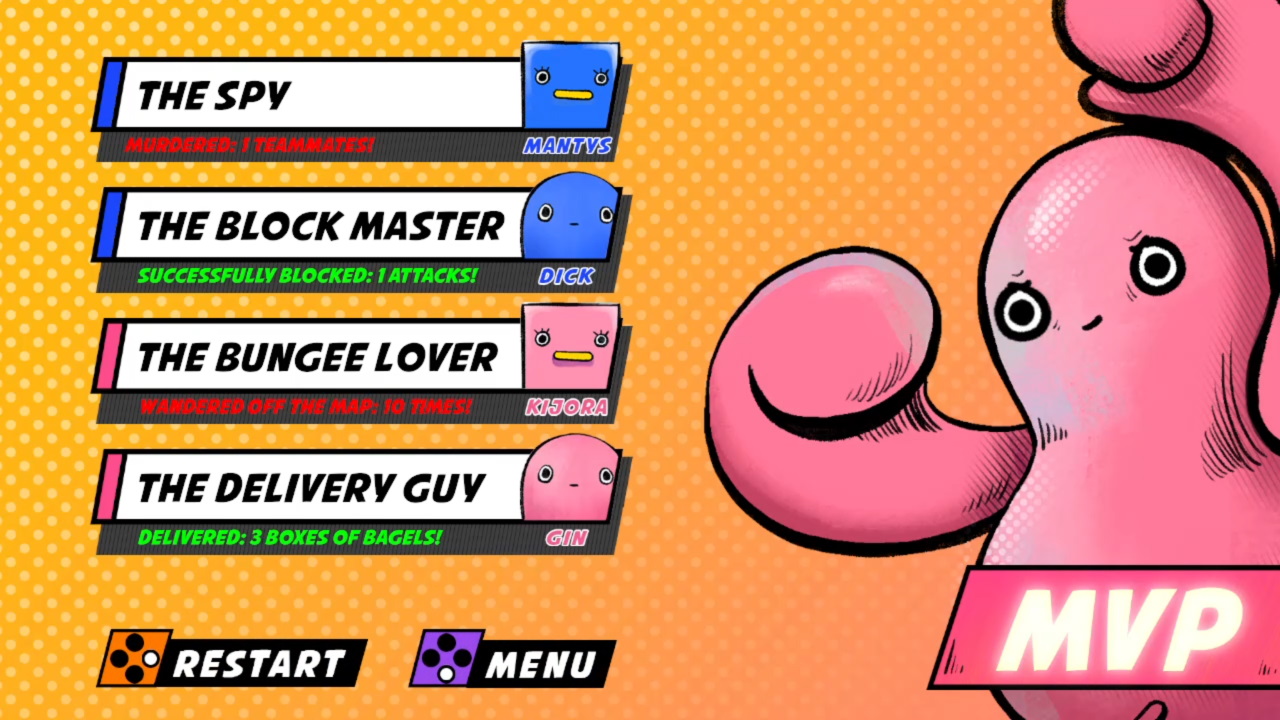 THE SPY
MURDERED: 1 TEAMMATES!
MANTYS
THE BLOCK MASTER
SUCCESSFULLY BLOCKED: 1 ATTACKS!
DICK
THE BUNGEE LOVER
WANDERED OFF THE MAP: 10 TIMES!
KIJORA
THE DELIVERY GUY
DELIVERED: 3 BOXES OF BAGELS!
GIN
MVP
RESTART
MENU